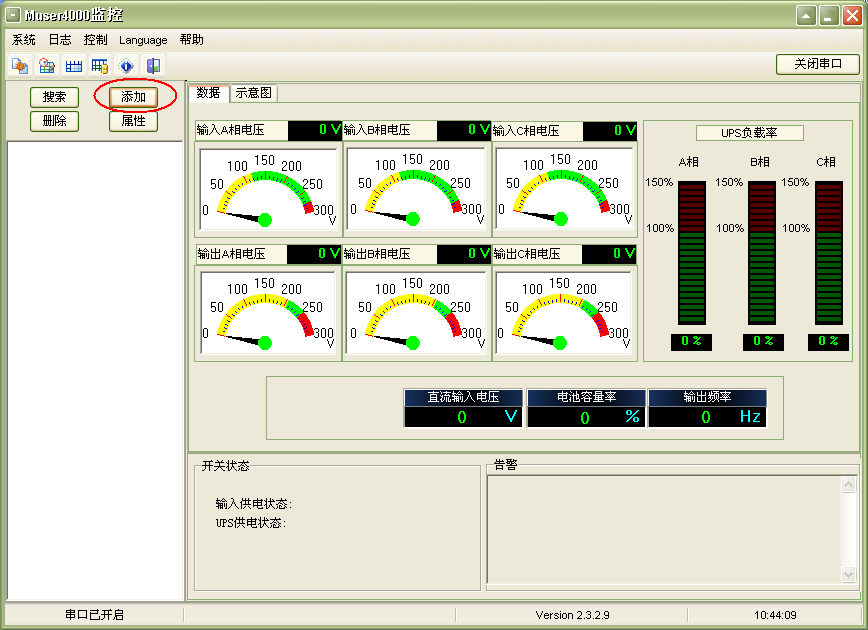 Muser4000监控
系统 日志 控制 Language 帮助
关闭串口
搜索 添加
删除 属性
数据 示意图
输入A相电压 0 V 输入B相电压 0 V 输入C相电压 0 V
0 50 100 150 200 250 300 V
0 50 100 150 200 250 300 V
0 50 100 150 200 250 300 V
输出A相电压 0 V 输出B相电压 0 V 输出C相电压 0 V
0 50 100 150 200 250 300 V
0 50 100 150 200 250 300 V
0 50 100 150 200 250 300 V
UPS负载率
A相 B相 C相
150% 150% 150%
100% 100% 100%
0 % 0 % 0 %
直流输入电压 电池容量率 输出频率
0 V 0 % 0 Hz
开关状态
输入供电状态:
UPS供电状态:
告警
串口已开启 Version 2.3.2.9 10:44:09